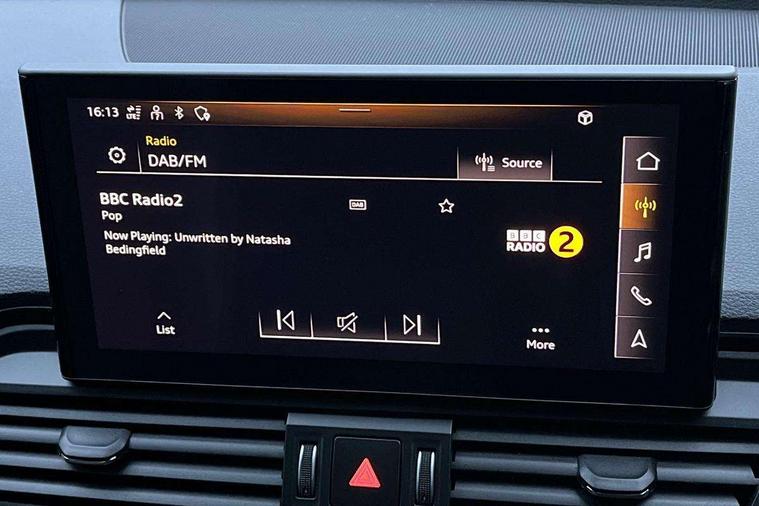 16:13 LTE
Radio
DAB/FM
Source
BBC Radio2
DAB
Pop
Now Playing: Unwritten by Natasha
Bedingfield
BBC
RADIO 2
List
More